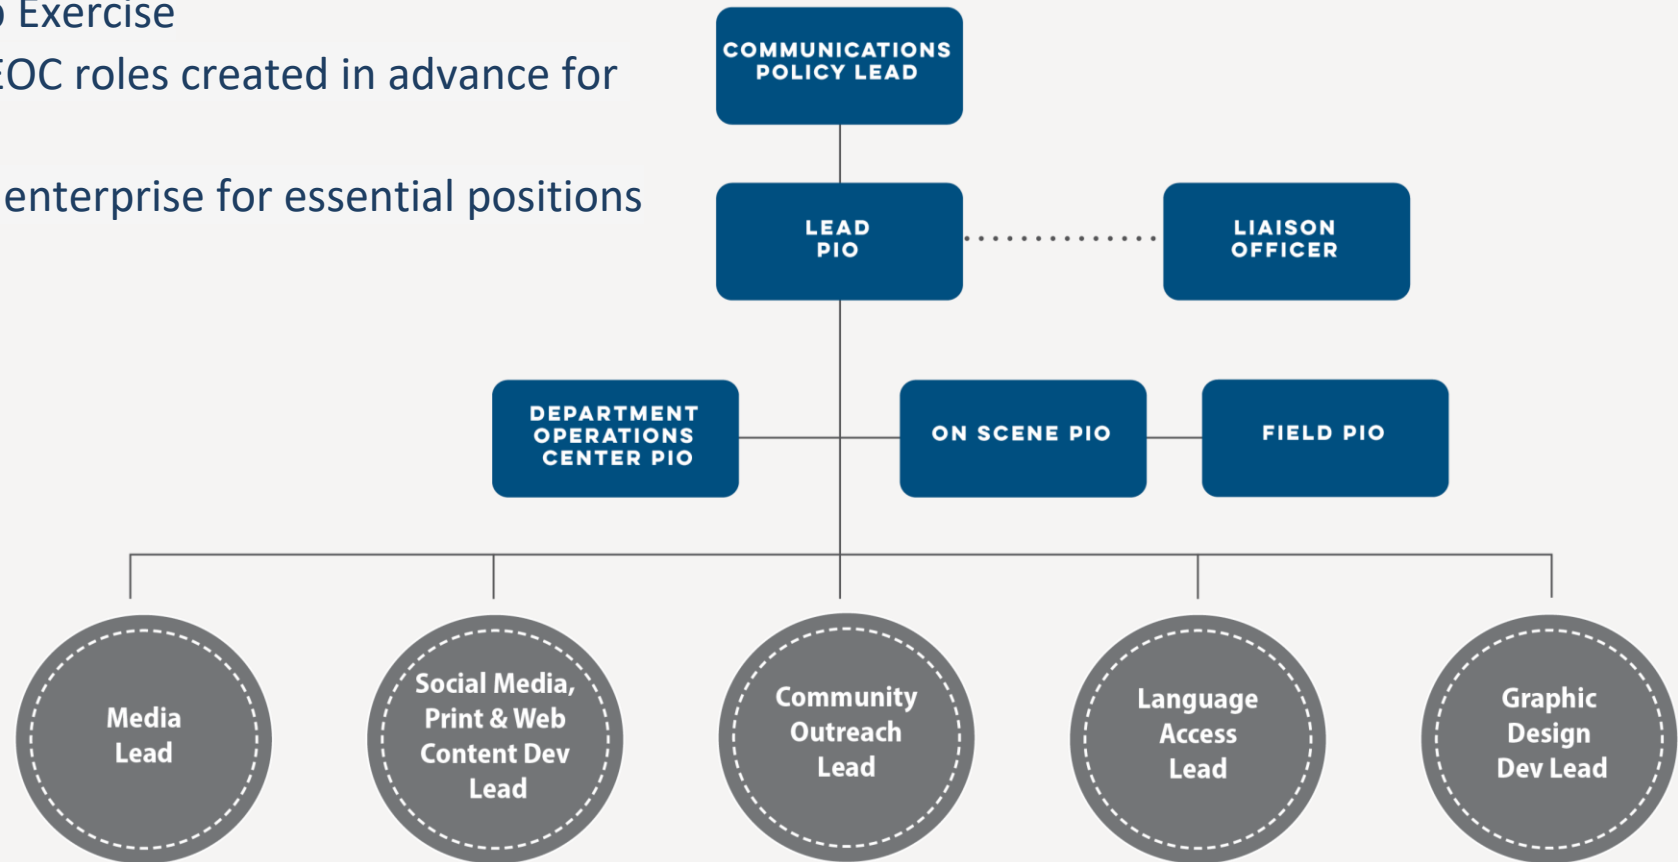 Exercise
EOC roles created in advance for
enterprise for essential positions
COMMUNICATIONS
POLICY LEAD
LEAD
PIO
LIAISON
OFFICER
DEPARTMENT
OPERATIONS
CENTER PIO
ON SCENE PIO
FIELD PIO
Media
Lead
Social Media,
Print & Web
Content Dev
Lead
Community
Outreach
Lead
Language
Access
Lead
Graphic
Design
Dev Lead